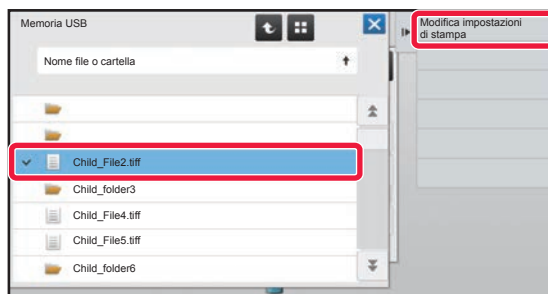 Memoria USB
Modifica impostazioni
di stampa
Nome file o cartella
Child_File2.tiff
Child_folder3
Child_File4.tiff
Child_File5.tiff
Child_folder6